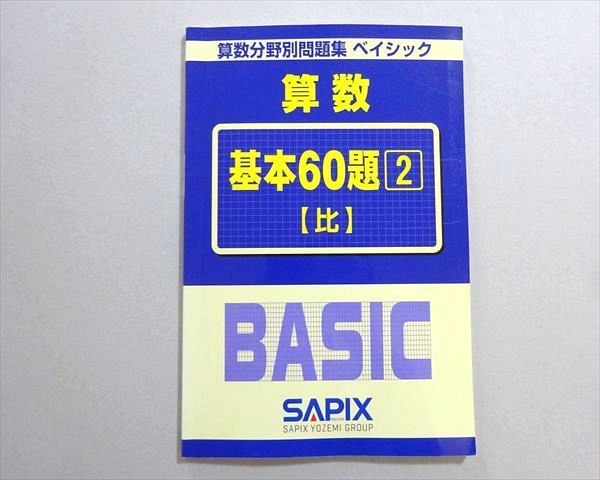 算数分野別問題集 ベイシック
算数
基本60題2
【比】
BASIC
SAPIX
SAPIX YOZEMI GROUP